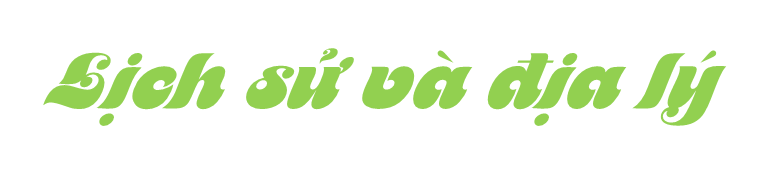 Lịch sử và địa lý